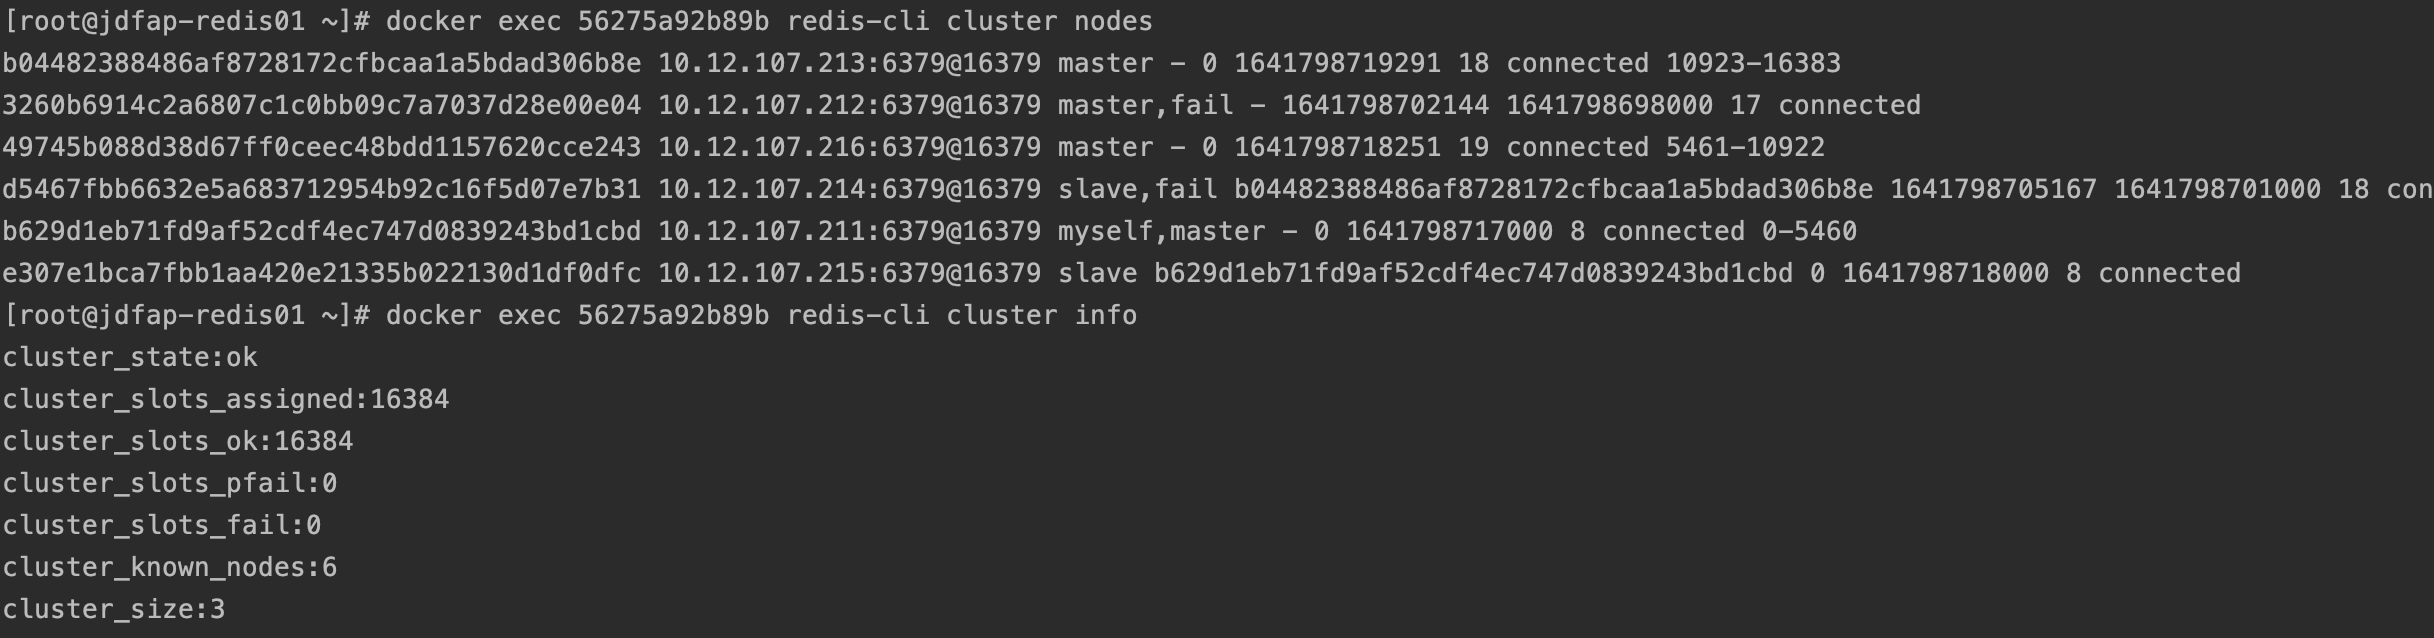 [root@jdfap-redis01 ~]# docker exec 56275a92b89b redis-cli cluster nodes
b04482388486af8728172cfbcaa1a5bdad306b8e 10.12.107.213:6379@16379 master - 0 1641798719291 18 connected 10923-16383
3260b6914c2a6807c1c0bb09c7a7037d28e00e04 10.12.107.212:6379@16379 master,fail - 1641798702144 1641798698000 17 connected
49745b088d38d67ff0ceec48bdd1157620cce243 10.12.107.216:6379@16379 master - 0 1641798718251 19 connected 5461-10922
d5467fbb6632e5a683712954b92c16f5d07e7b31 10.12.107.214:6379@16379 slave,fail b04482388486af8728172cfbcaa1a5bdad306b8e 1641798705167 1641798701000 18 con
b629d1eb71fd9af52cdf4ec747d0839243bd1cbd 10.12.107.211:6379@16379 myself,master - 0 1641798717000 8 connected 0-5460
e307e1bca7fbb1aa420e21335b022130d1df0dfc 10.12.107.215:6379@16379 slave b629d1eb71fd9af52cdf4ec747d0839243bd1cbd 0 1641798718000 8 connected
[root@jdfap-redis01 ~]# docker exec 56275a92b89b redis-cli cluster info
cluster_state:ok
cluster_slots_assigned:16384
cluster_slots_ok:16384
cluster_slots_pfail:0
cluster_slots_fail:0
cluster_known_nodes:6
cluster_size:3